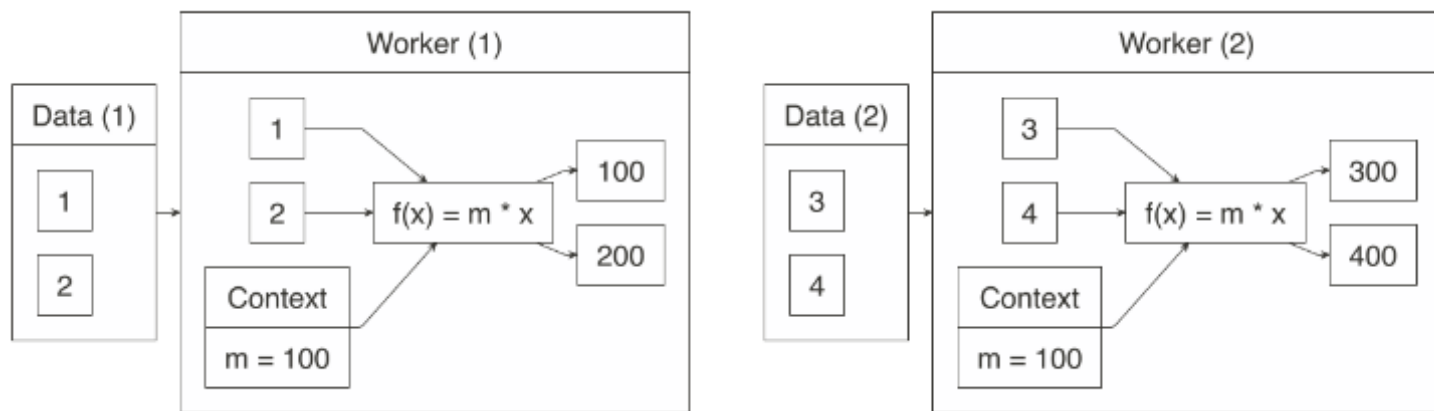 Worker (1)
Data (1)
1
2
1
2
f(x) = m * x
100
200
Context
m = 100
Worker (2)
Data (2)
3
4
3
4
f(x) = m * x
300
400
Context
m = 100